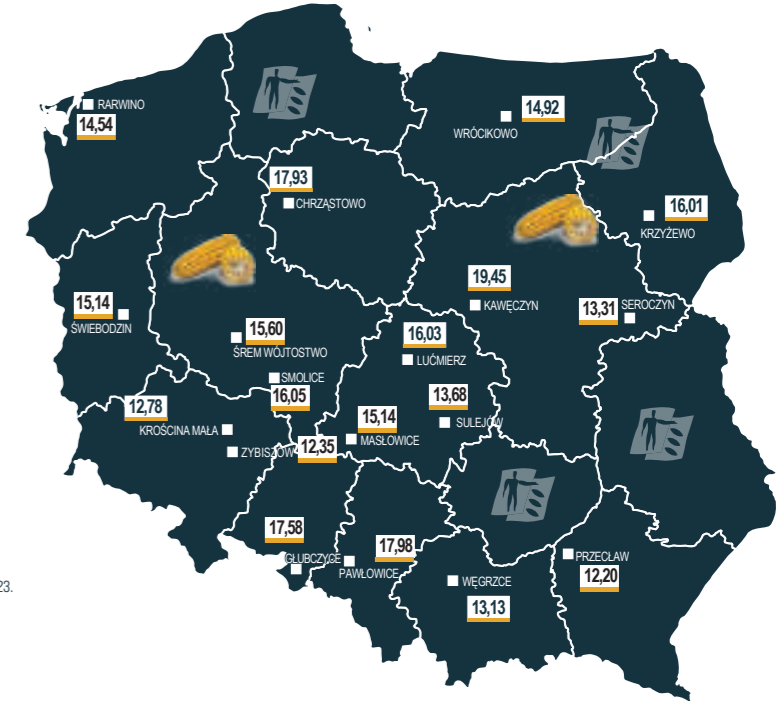 RARWINO
14,54
14,92
WRÓCIKOWO
17,93
CHRZĄSTOWO
16,01
KRZYŻEWO
19,45
KAWĘCZYN
13,31
SEROCZYN
15,14
ŚWIEBODZIN
15,60
ŚREM WÓJTOSTWO
16,03
LUĆMIERZ
SMOLICE
16,05
13,68
SULEJÓW
15,14
MASŁOWICE
12,78
KROŚCINA MAŁA
ZYBISZÓW
12,35
17,58
GŁUBCZYCE
17,98
PAWŁOWICE
WĘGRZCE
13,13
PRZECŁAW
12,20
23.